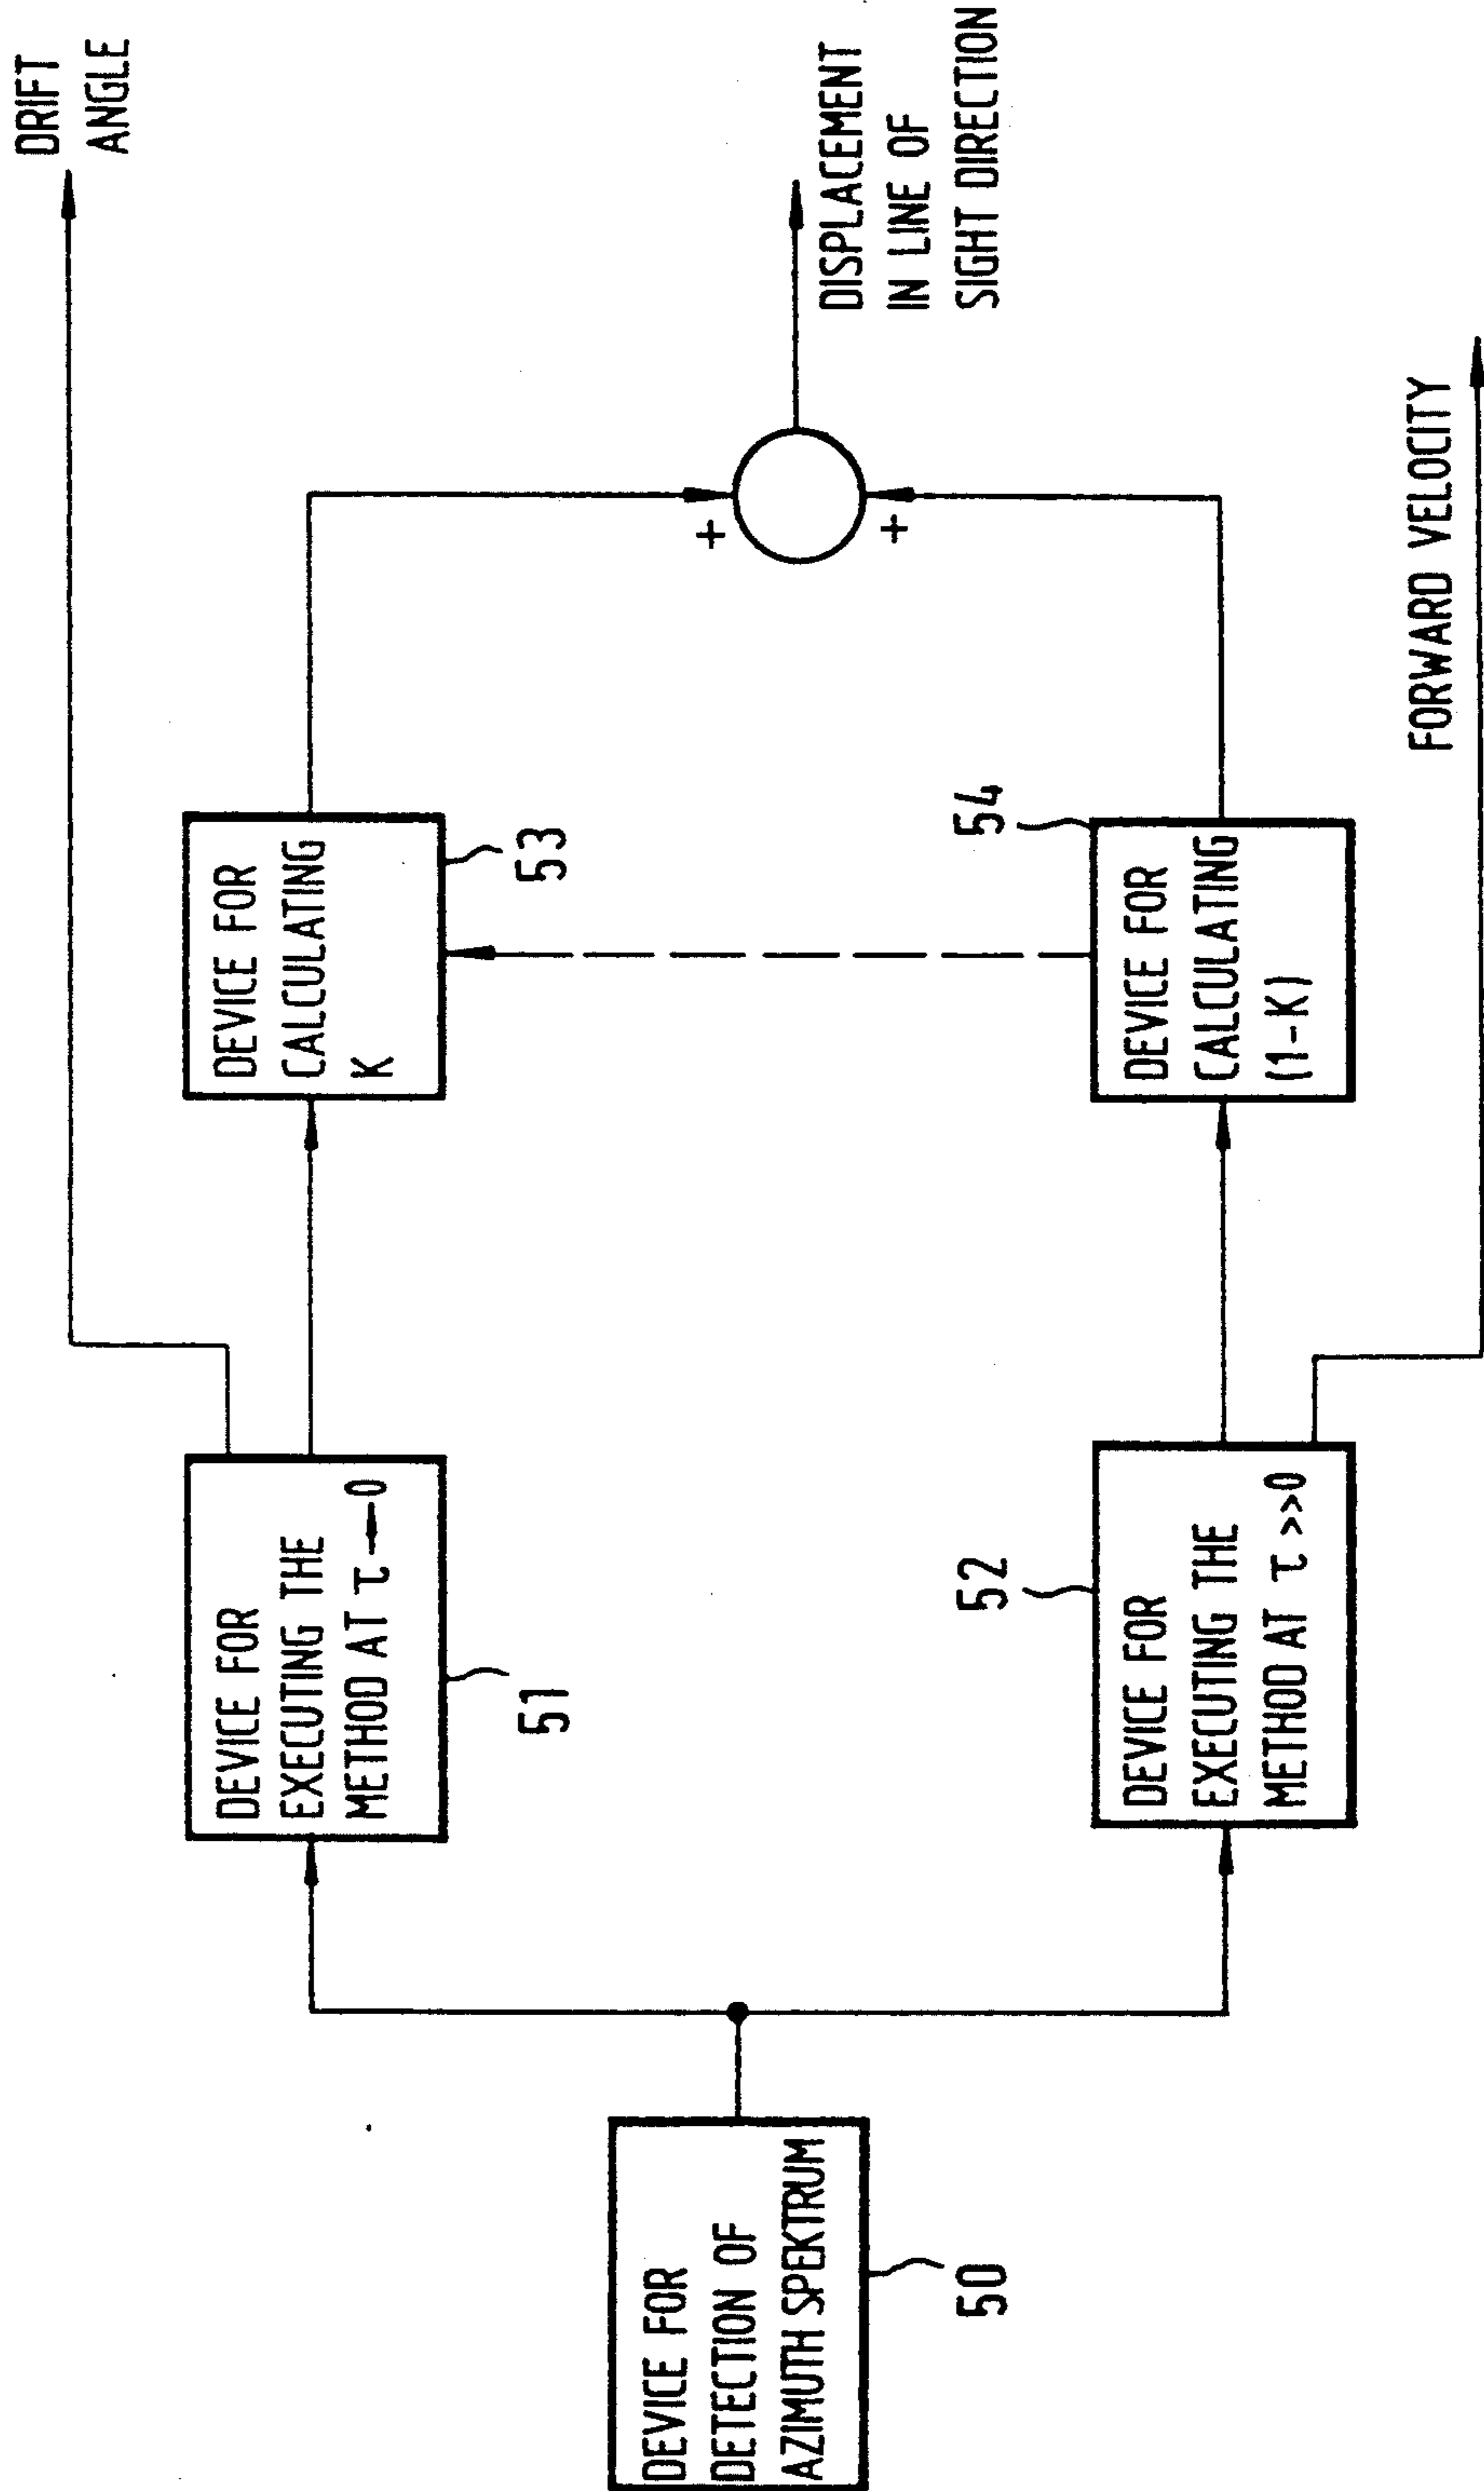 DEVICE FOR
DETECTION OF
AZIMUTH SPEKTRUM
50
DEVICE FOR
EXECUTING THE
METHOD AT τ→0
51
DEVICE FOR
EXECUTING THE
METHOD AT τ >>0
52
DEVICE FOR
CALCULATING
K
53
DEVICE FOR
CALCULATING
(1-K)
54
+
+
DRIFT
ANGLE
DISPLACEMENT
IN LINE OF
SIGHT DIRECTION
FORWARD VELOCITY